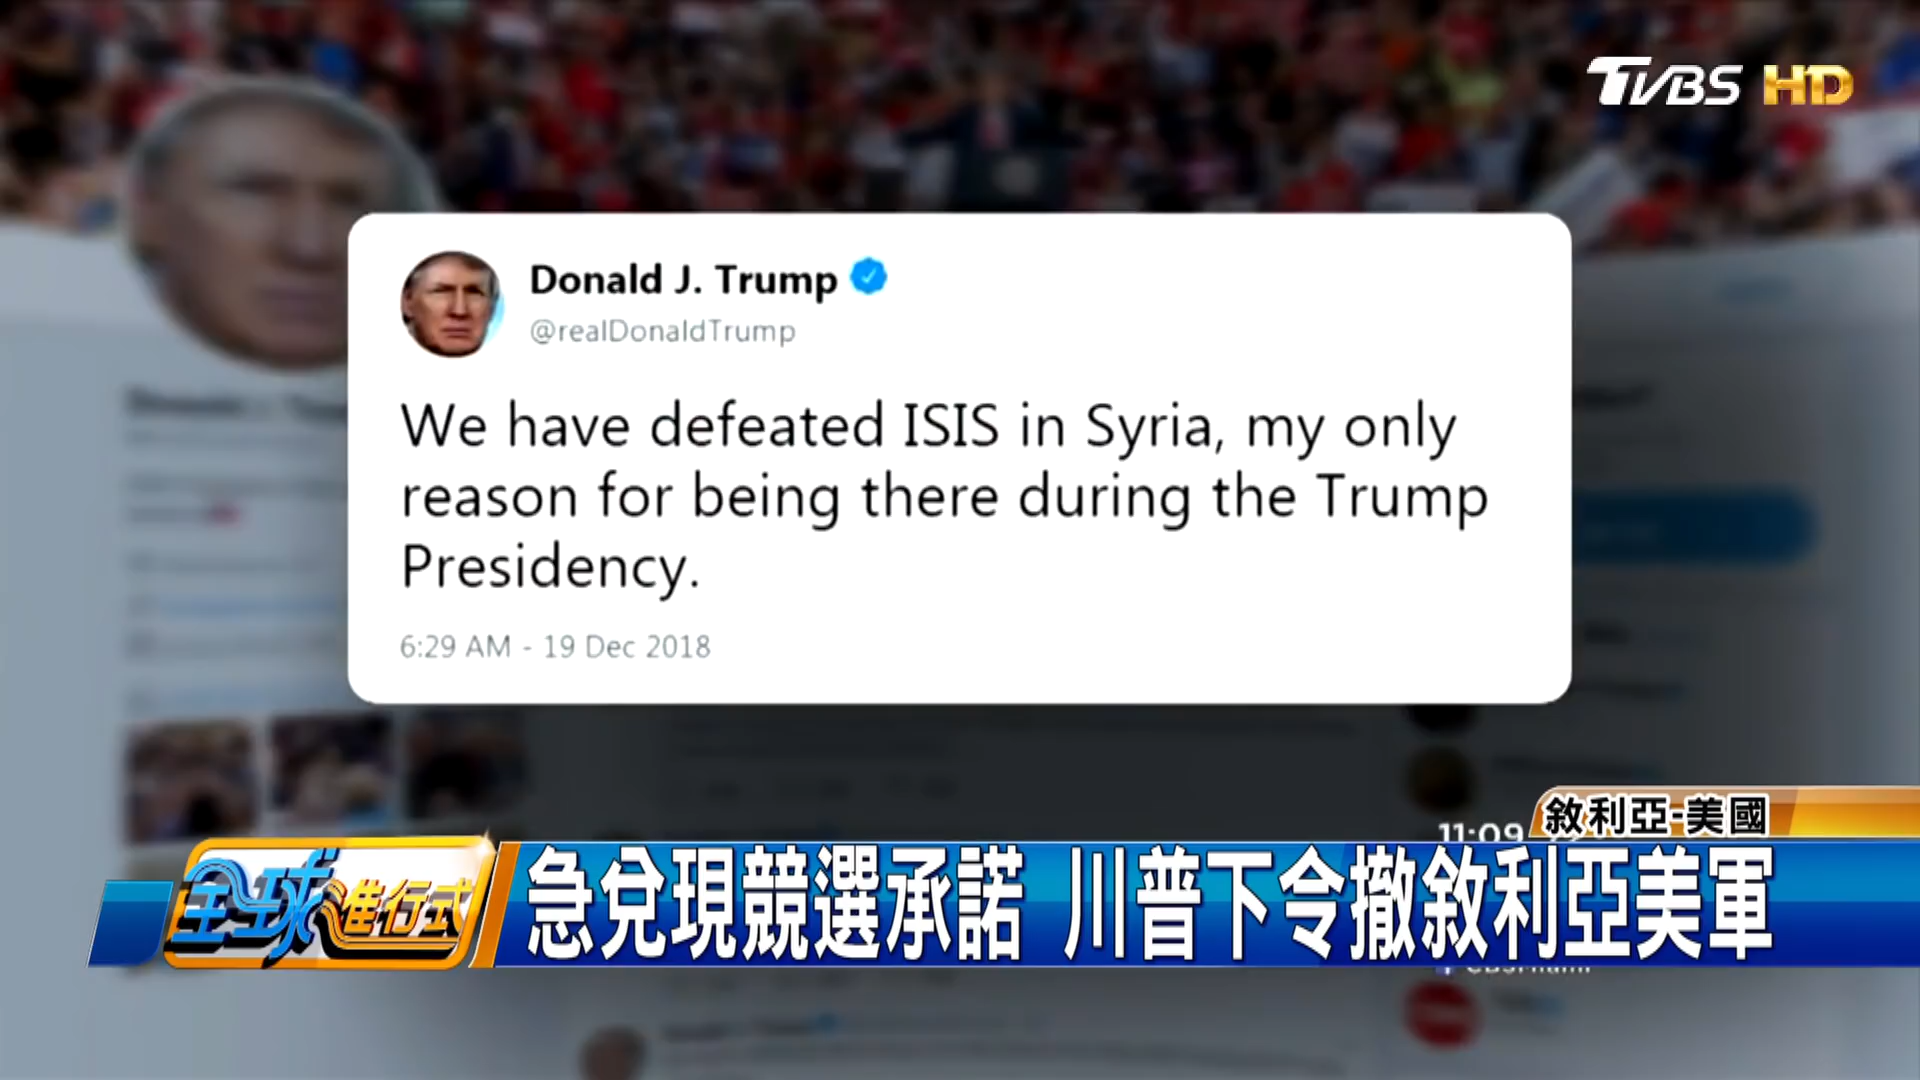 TVBS HD
Donald J. Trump
@realDonaldTrump
We have defeated ISIS in Syria, my only
reason for being there during the Trump
Presidency.
6:29 AM - 19 Dec 2018
11:09
敘利亞-美國
全球進行式
急兌現競選承諾 川普下令撤敘利亞美軍